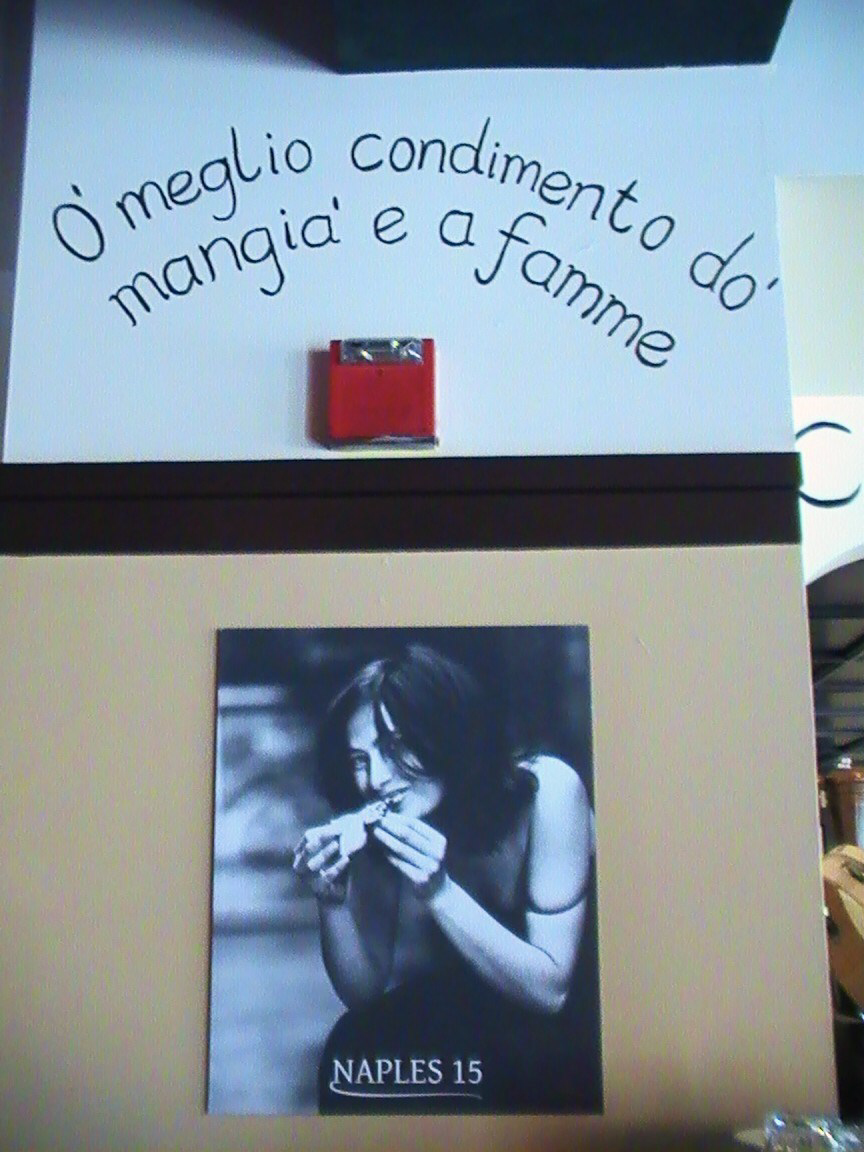 O' meglio condimento do'
mangia' e a famme
C
NAPLES 15